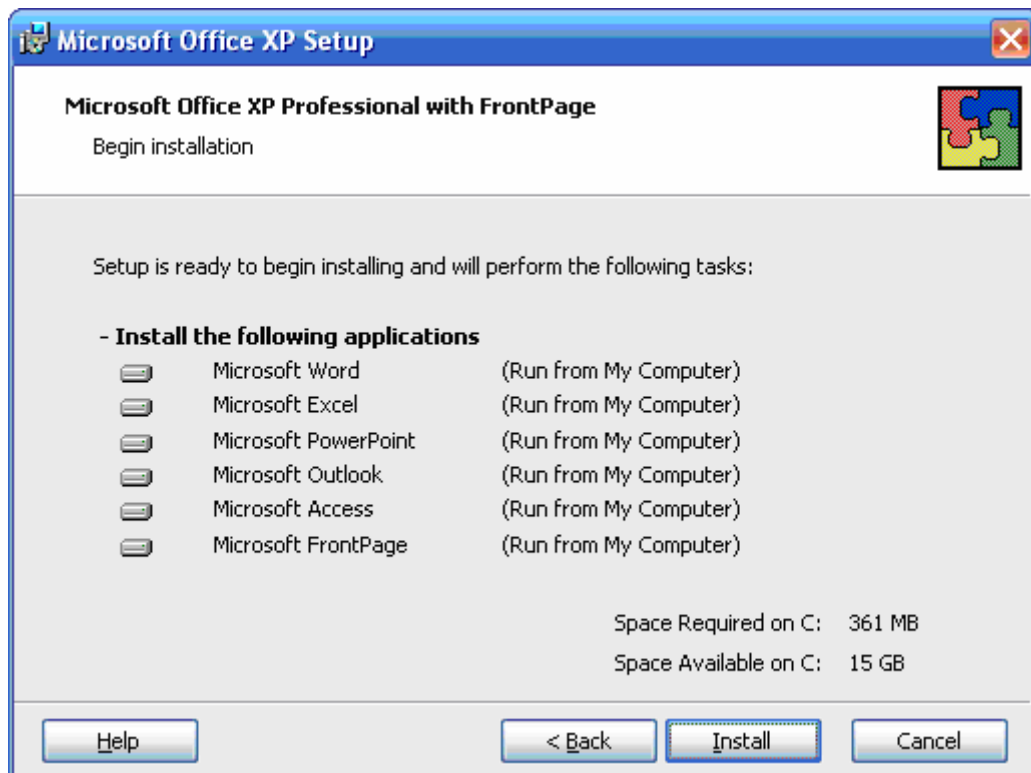 Microsoft Office XP Setup
Microsoft Office XP Professional with FrontPage
Begin installation
Setup is ready to begin installing and will perform the following tasks:
- Install the following applications
Microsoft Word (Run from My Computer)
Microsoft Excel (Run from My Computer)
Microsoft PowerPoint (Run from My Computer)
Microsoft Outlook (Run from My Computer)
Microsoft Access (Run from My Computer)
Microsoft FrontPage (Run from My Computer)
Space Required on C: 361 MB
Space Available on C: 15 GB
Help < Back Install Cancel